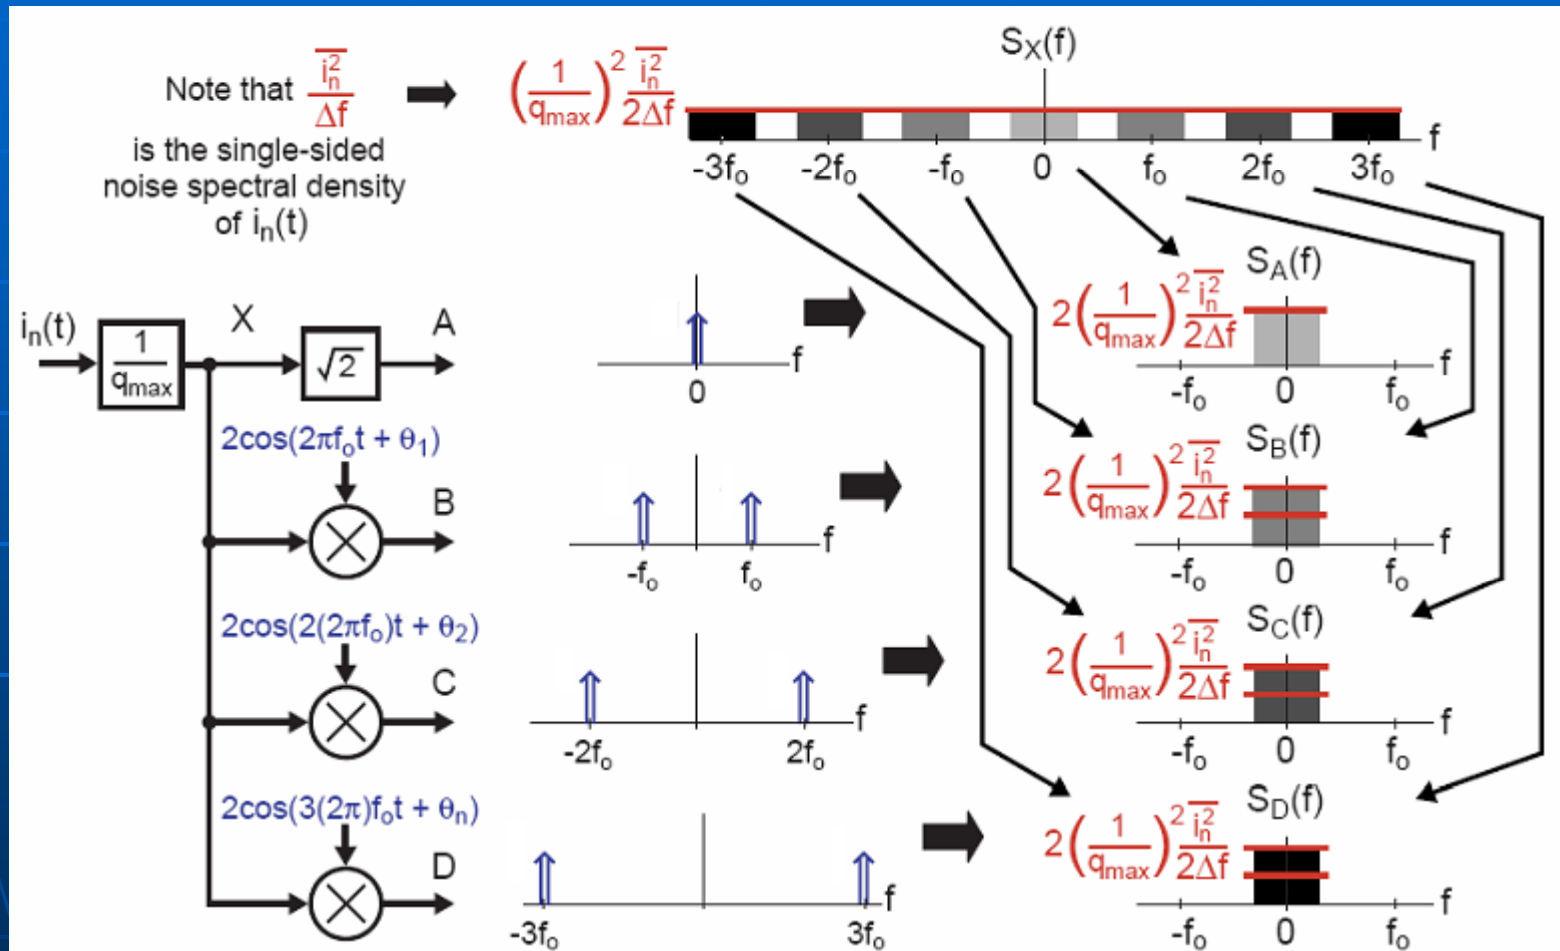 Note that i_n^2 / Δf
is the single-sided
noise spectral density
of i_n(t)
(1/q_max)^2 i_n^2 / 2Δf
S_X(f)
f
-3f_o -2f_o -f_o 0 f_o 2f_o 3f_o
i_n(t)
1/q_max
X
√2
A
0
f
2(1/q_max)^2 i_n^2 / 2Δf
S_A(f)
f
-f_o 0 f_o
2cos(2πf_ot + θ_1)
B
f
-f_o f_o
2(1/q_max)^2 i_n^2 / 2Δf
S_B(f)
f
-f_o 0 f_o
2cos(2(2πf_o)t + θ_2)
C
f
-2f_o 2f_o
2(1/q_max)^2 i_n^2 / 2Δf
S_C(f)
f
-f_o 0 f_o
2cos(3(2π)f_ot + θ_n)
D
f
-3f_o 3f_o
2(1/q_max)^2 i_n^2 / 2Δf
S_D(f)
f
-f_o 0 f_o